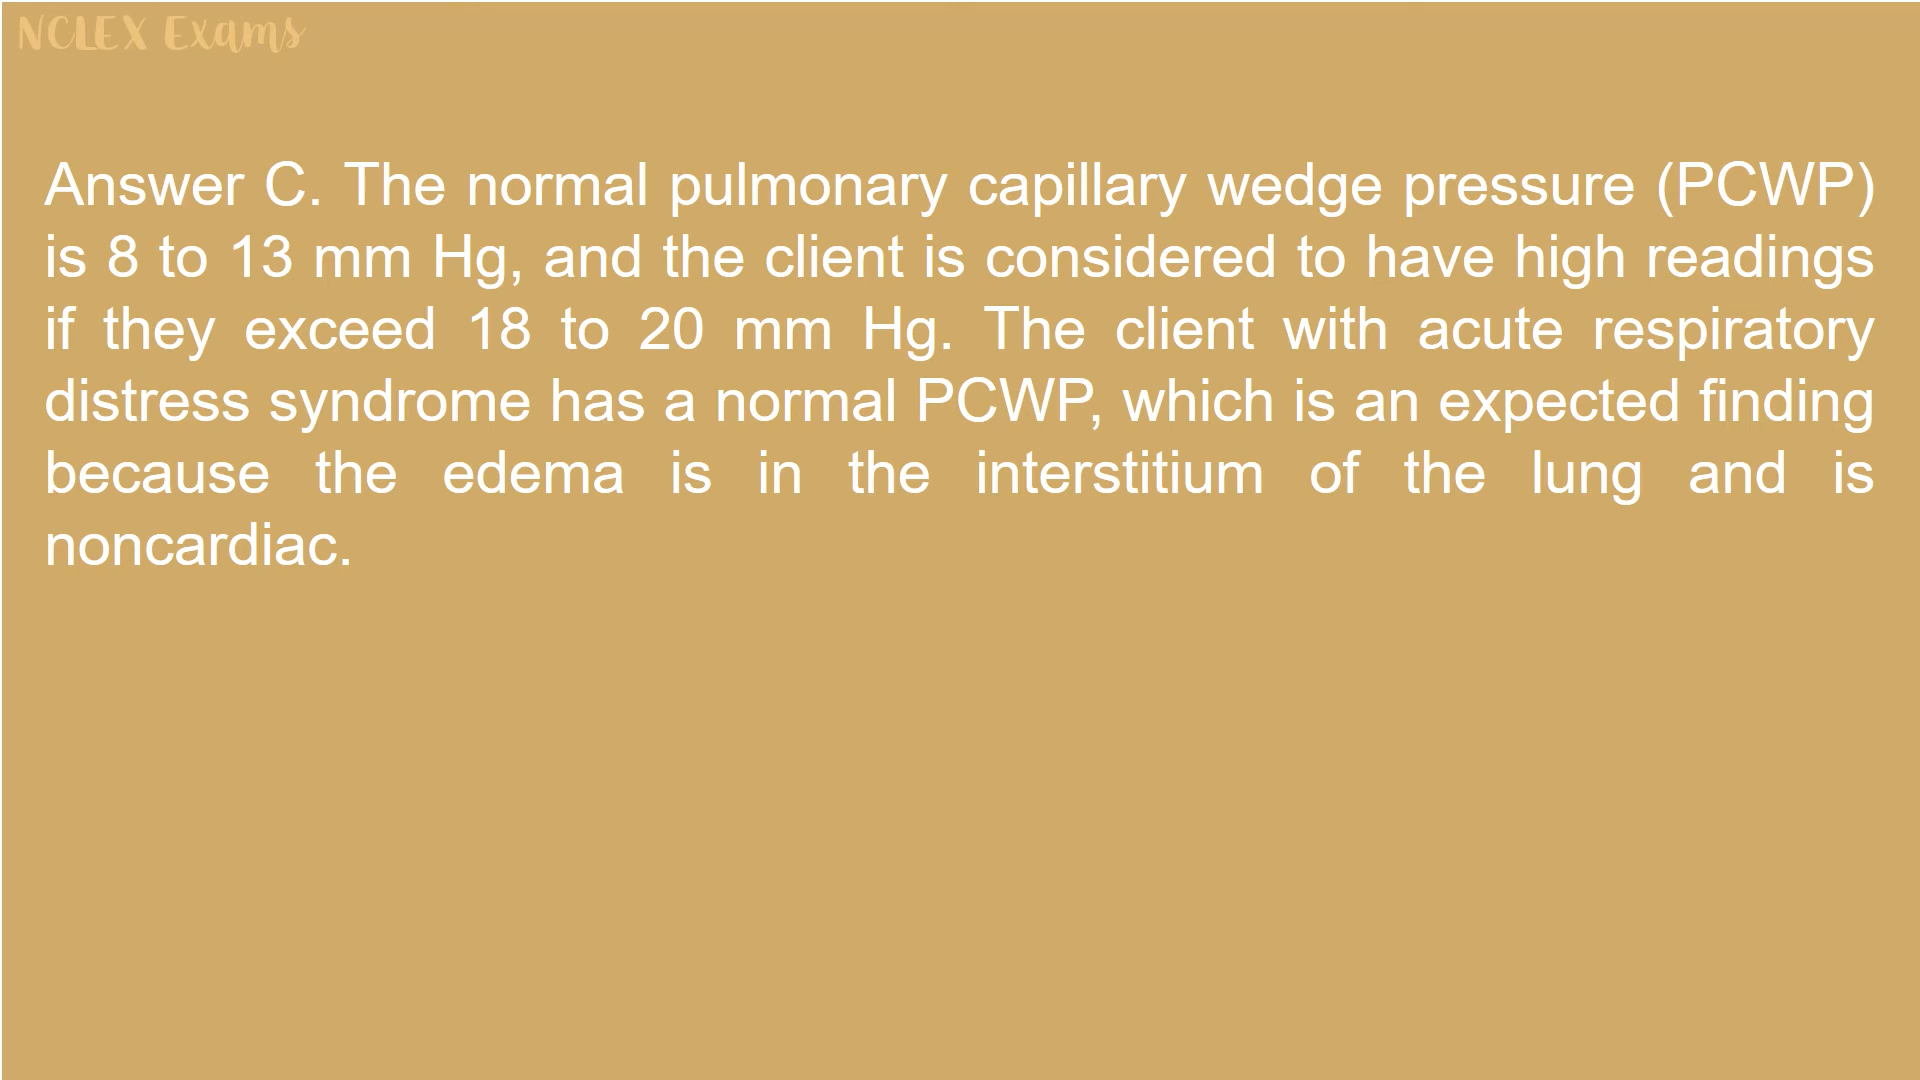 NCLEX Exams
Answer C. The normal pulmonary capillary wedge pressure (PCWP)
is 8 to 13 mm Hg, and the client is considered to have high readings
if they exceed 18 to 20 mm Hg. The client with acute respiratory
distress syndrome has a normal PCWP, which is an expected finding
because the edema is in the interstitium of the lung and is
noncardiac.